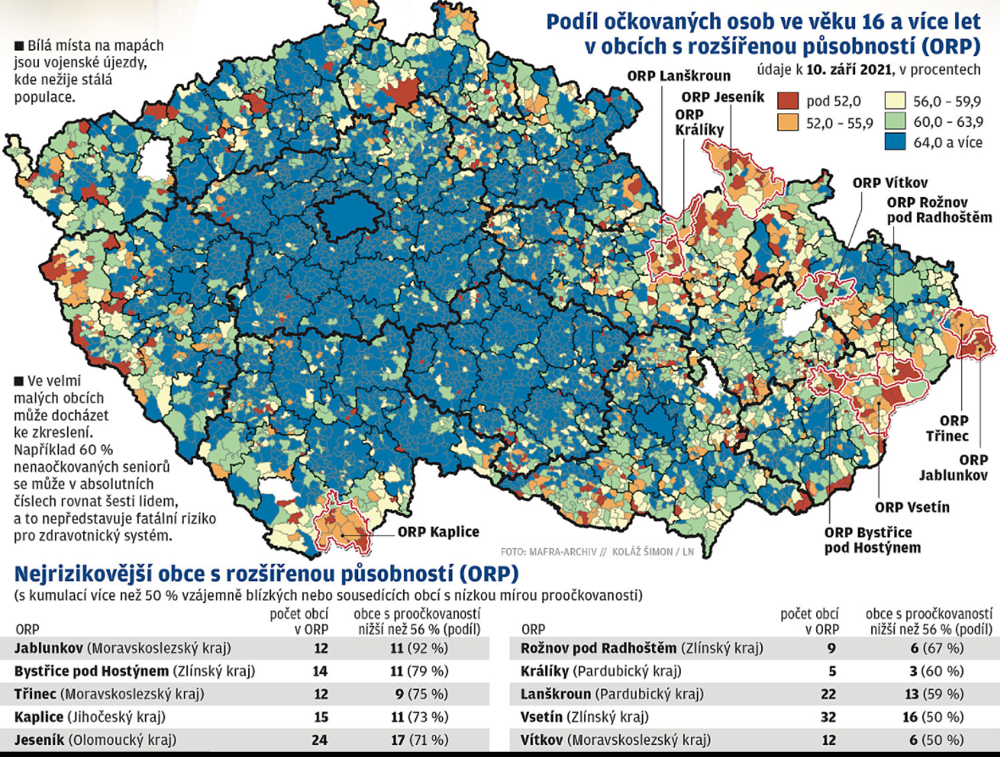 Podíl očkovaných osob ve věku 16 a více let
v obcích s rozšířenou působností (ORP)
údaje k 10. září 2021, v procentech
pod 52,0
52,0 – 55,9
56,0 – 59,9
60,0 – 63,9
64,0 a více
■ Bílá místa na mapách
jsou vojenské újezdy,
kde nežije stálá
populace.
ORP Lanškroun
ORP Jeseník
ORP
Králíky
ORP Vítkov
ORP Rožnov
pod Radhoštěm
■ Ve velmi
malých obcích
může docházet
ke zkreslení.
Například 60 %
nenaočkovaných seniorů
se může v absolutních
číslech rovnat šesti lidem,
a to nepředstavuje fatální riziko
pro zdravotnický systém.
ORP
Třinec
ORP
Jablunkov
ORP Vsetín
ORP Bystřice
pod Hostýnem
ORP Kaplice
FOTO: MAFRA-ARCHIV // KOLÁŽ ŠIMON / LN
Nejrizikovější obce s rozšířenou působností (ORP)
(s kumulací více než 50 % vzájemně blízkých nebo sousedících obcí s nízkou mírou proočkovanosti)
ORP počet obcí v ORP obce s proočkovaností nižší než 56 % (podíl)
Jablunkov (Moravskoslezský kraj) 12 11 (92 %)
Bystřice pod Hostýnem (Zlínský kraj) 14 11 (79 %)
Třinec (Moravskoslezský kraj) 12 9 (75 %)
Kaplice (Jihočeský kraj) 15 11 (73 %)
Jeseník (Olomoucký kraj) 24 17 (71 %)
ORP počet obcí v ORP obce s proočkovaností nižší než 56 % (podíl)
Rožnov pod Radhoštěm (Zlínský kraj) 9 6 (67 %)
Králíky (Pardubický kraj) 5 3 (60 %)
Lanškroun (Pardubický kraj) 22 13 (59 %)
Vsetín (Zlínský kraj) 32 16 (50 %)
Vítkov (Moravskoslezský kraj) 12 6 (50 %)